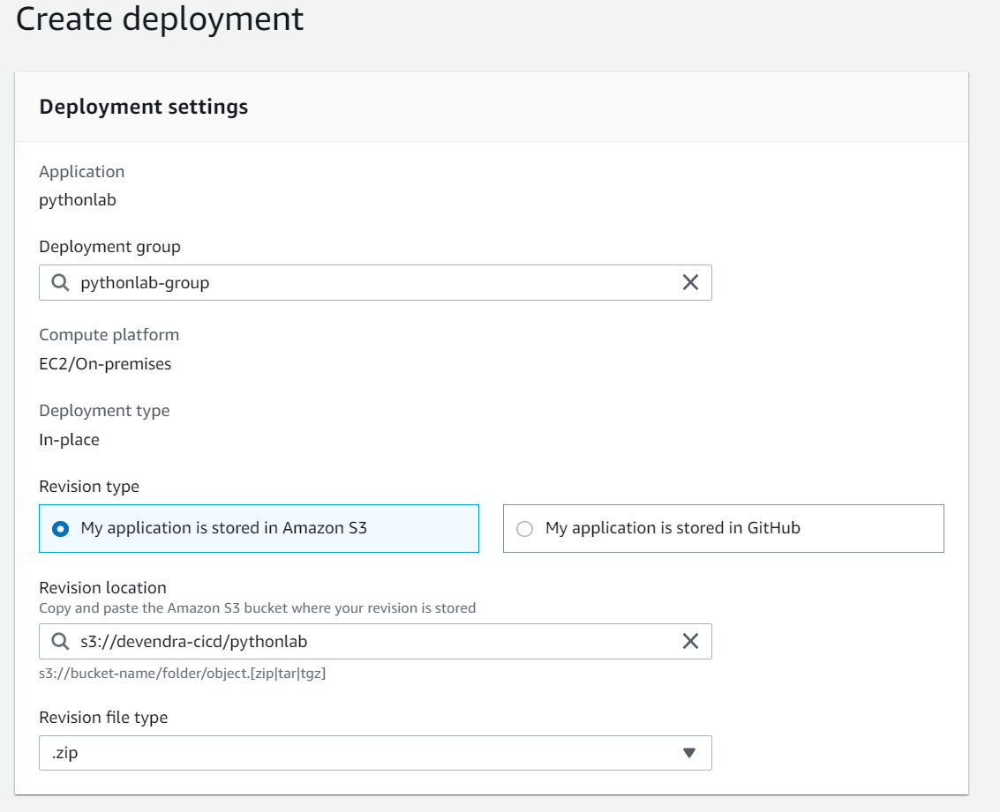 Create deployment
Deployment settings
Application
pythonlab
Deployment group
pythonlab-group
Compute platform
EC2/On-premises
Deployment type
In-place
Revision type
My application is stored in Amazon S3
My application is stored in GitHub
Revision location
Copy and paste the Amazon S3 bucket where your revision is stored
s3://devendra-cicd/pythonlab
s3://bucket-name/folder/object.[zip|tar|tgz]
Revision file type
.zip